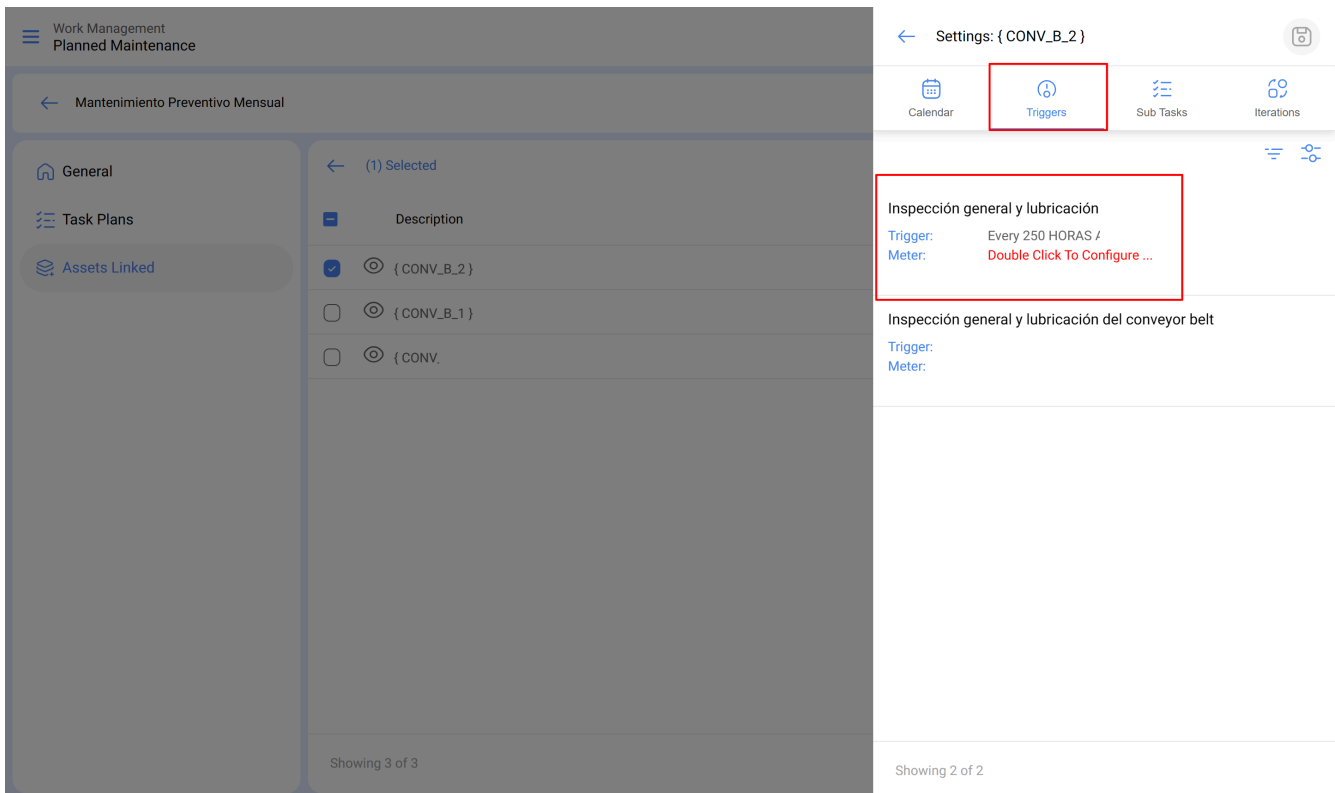 Work Management
Planned Maintenance
Mantenimiento Preventivo Mensual
General
Task Plans
Assets Linked
(1) Selected
Description
{ CONV_B_2 }
{ CONV_B_1 }
{ CONV.
Showing 3 of 3
Settings: { CONV_B_2 }
Calendar
Triggers
Sub Tasks
Iterations
Inspección general y lubricación
Trigger: Every 250 HORAS
Meter: Double Click To Configure ...
Inspección general y lubricación del conveyor belt
Trigger:
Meter:
Showing 2 of 2